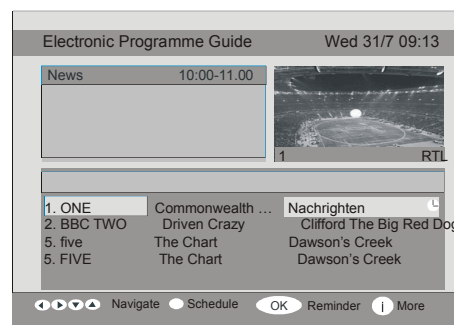 Electronic Programme Guide Wed 31/7 09:13
News 10:00-11.00
1 RTL
1. ONE Commonwealth … Nachrighten
2. BBC TWO Driven Crazy Clifford The Big Red Dog
5. five The Chart Dawson's Creek
5. FIVE The Chart Dawson's Creek
Navigate Schedule OK Reminder i More